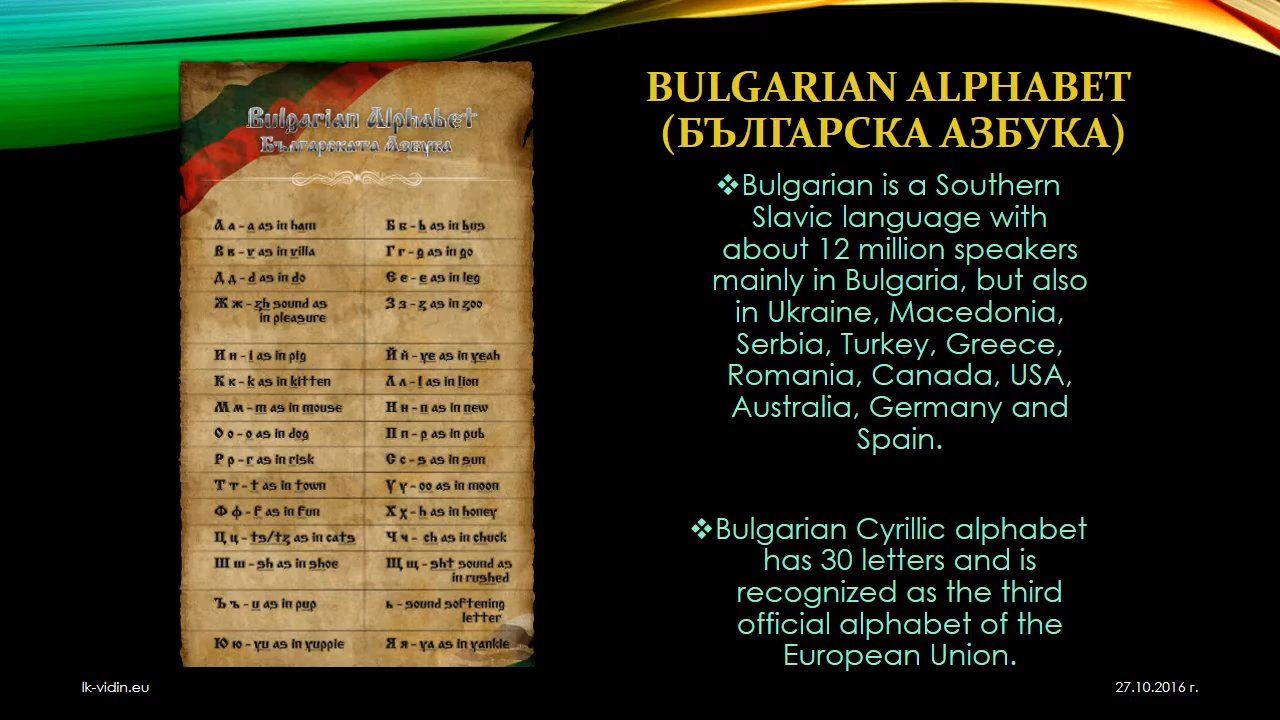 BULGARIAN ALPHABET
(БЪЛГАРСКА АЗБУКА)
❖Bulgarian is a Southern
Slavic language with
about 12 million speakers
mainly in Bulgaria, but also
in Ukraine, Macedonia,
Serbia, Turkey, Greece,
Romania, Canada, USA,
Australia, Germany and
Spain.
❖Bulgarian Cyrillic alphabet
has 30 letters and is
recognized as the third
official alphabet of the
European Union.
Bulgarian Alphabet
Българската Азбука
А а - a as in ham
Б б - b as in bus
В в - v as in villa
Г г - g as in go
Д д - d as in do
Е е - e as in leg
Ж ж - zh sound as
in pleasure
З з - z as in zoo
И и - i as in pig
Й й - ye as in yeah
К к - k as in kitten
Л л - l as in lion
М м - m as in mouse
Н н - n as in new
О о - o as in dog
П п - p as in pub
Р р - r as in risk
С с - s as in sun
Т т - t as in town
У у - oo as in moon
Ф ф - f as in fun
Х х - h as in honey
Ц ц - ts/tz as in cats
Ч ч - ch as in chuck
Ш ш - sh as in shoe
Щ щ - sht sound as
in rushed
Ъ ъ - u as in pup
ь - sound softening
letter
Ю ю - yu as in yuppie
Я я - ya as in yankie
lk-vidin.eu
27.10.2016 г.